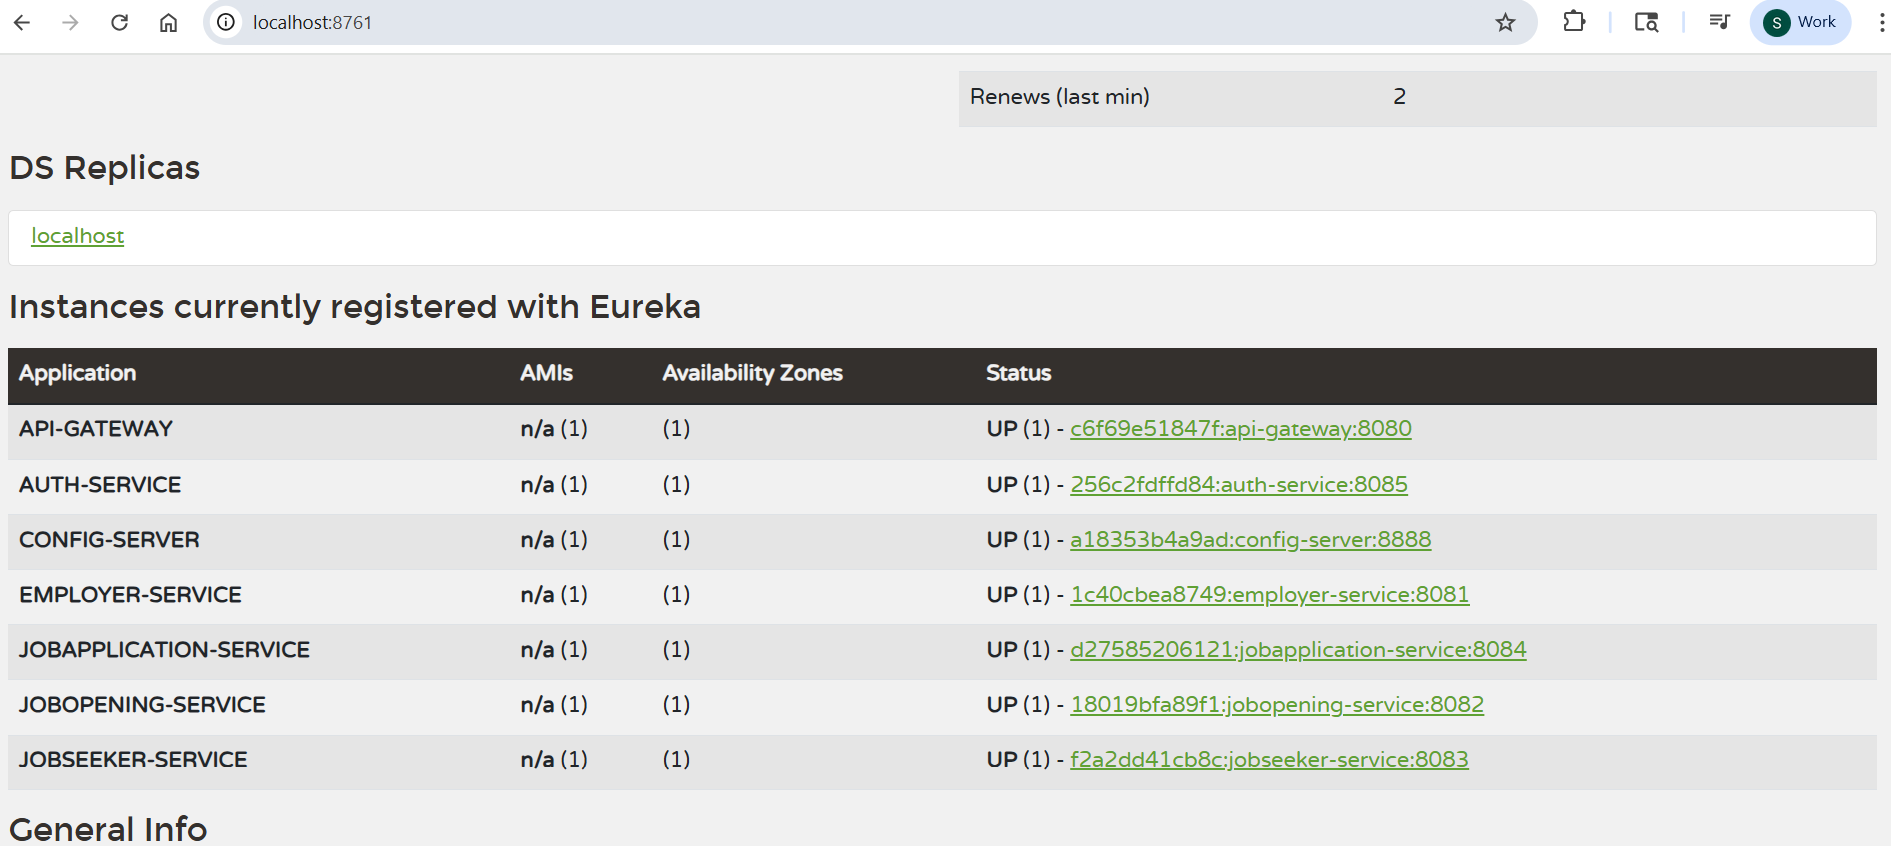 localhost:8761
S Work
Renews (last min) 2
DS Replicas
localhost
Instances currently registered with Eureka
Application AMIs Availability Zones Status
API-GATEWAY n/a (1) (1) UP (1) - c6f69e51847f:api-gateway:8080
AUTH-SERVICE n/a (1) (1) UP (1) - 256c2fdffd84:auth-service:8085
CONFIG-SERVER n/a (1) (1) UP (1) - a18353b4a9ad:config-server:8888
EMPLOYER-SERVICE n/a (1) (1) UP (1) - 1c40cbea8749:employer-service:8081
JOBAPPLICATION-SERVICE n/a (1) (1) UP (1) - d27585206121:jobapplication-service:8084
JOBOPENING-SERVICE n/a (1) (1) UP (1) - 18019bfa89f1:jobopening-service:8082
JOBSEEKER-SERVICE n/a (1) (1) UP (1) - f2a2dd41cb8c:jobseeker-service:8083
General Info